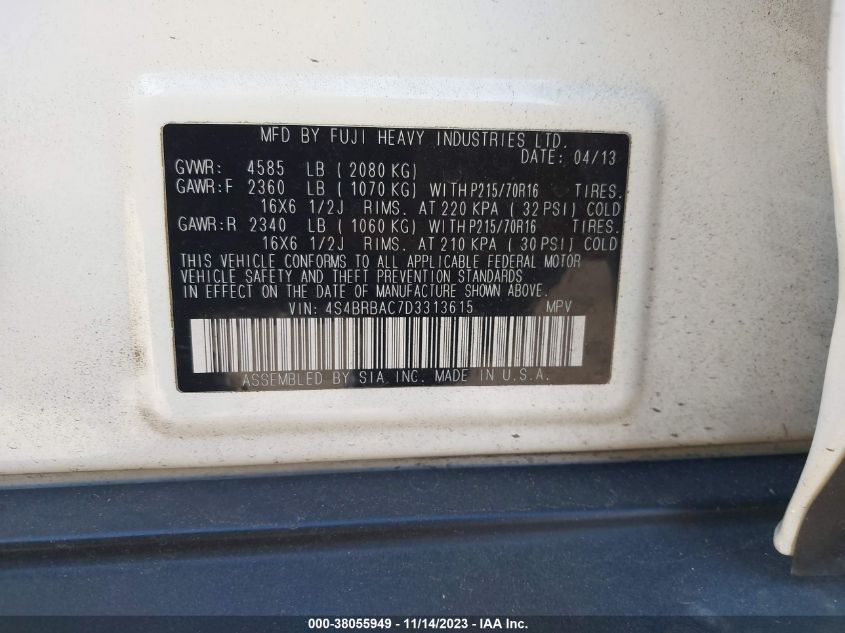 MFD BY FUJI HEAVY INDUSTRIES LTD.
DATE: 04/13
GVWR: 4585 LB ( 2080 KG)
GAWR:F 2360 LB ( 1070 KG) WITH P215/70R16 TIRES.
16X6 1/2J RIMS. AT 220 KPA ( 32 PSI) COLD
GAWR:R 2340 LB ( 1060 KG) WITH P215/70R16 TIRES.
16X6 1/2J RIMS. AT 210 KPA ( 30 PSI) COLD
THIS VEHICLE CONFORMS TO ALL APPLICABLE FEDERAL MOTOR
VEHICLE SAFETY AND THEFT PREVENTION STANDARDS
IN EFFECT ON THE DATE OF MANUFACTURE SHOWN ABOVE.
VIN: 4S4BRBAC7D3313615 MPV
ASSEMBLED BY SIA, INC. MADE IN U.S.A.
000-38055949 - 11/14/2023 - IAA Inc.